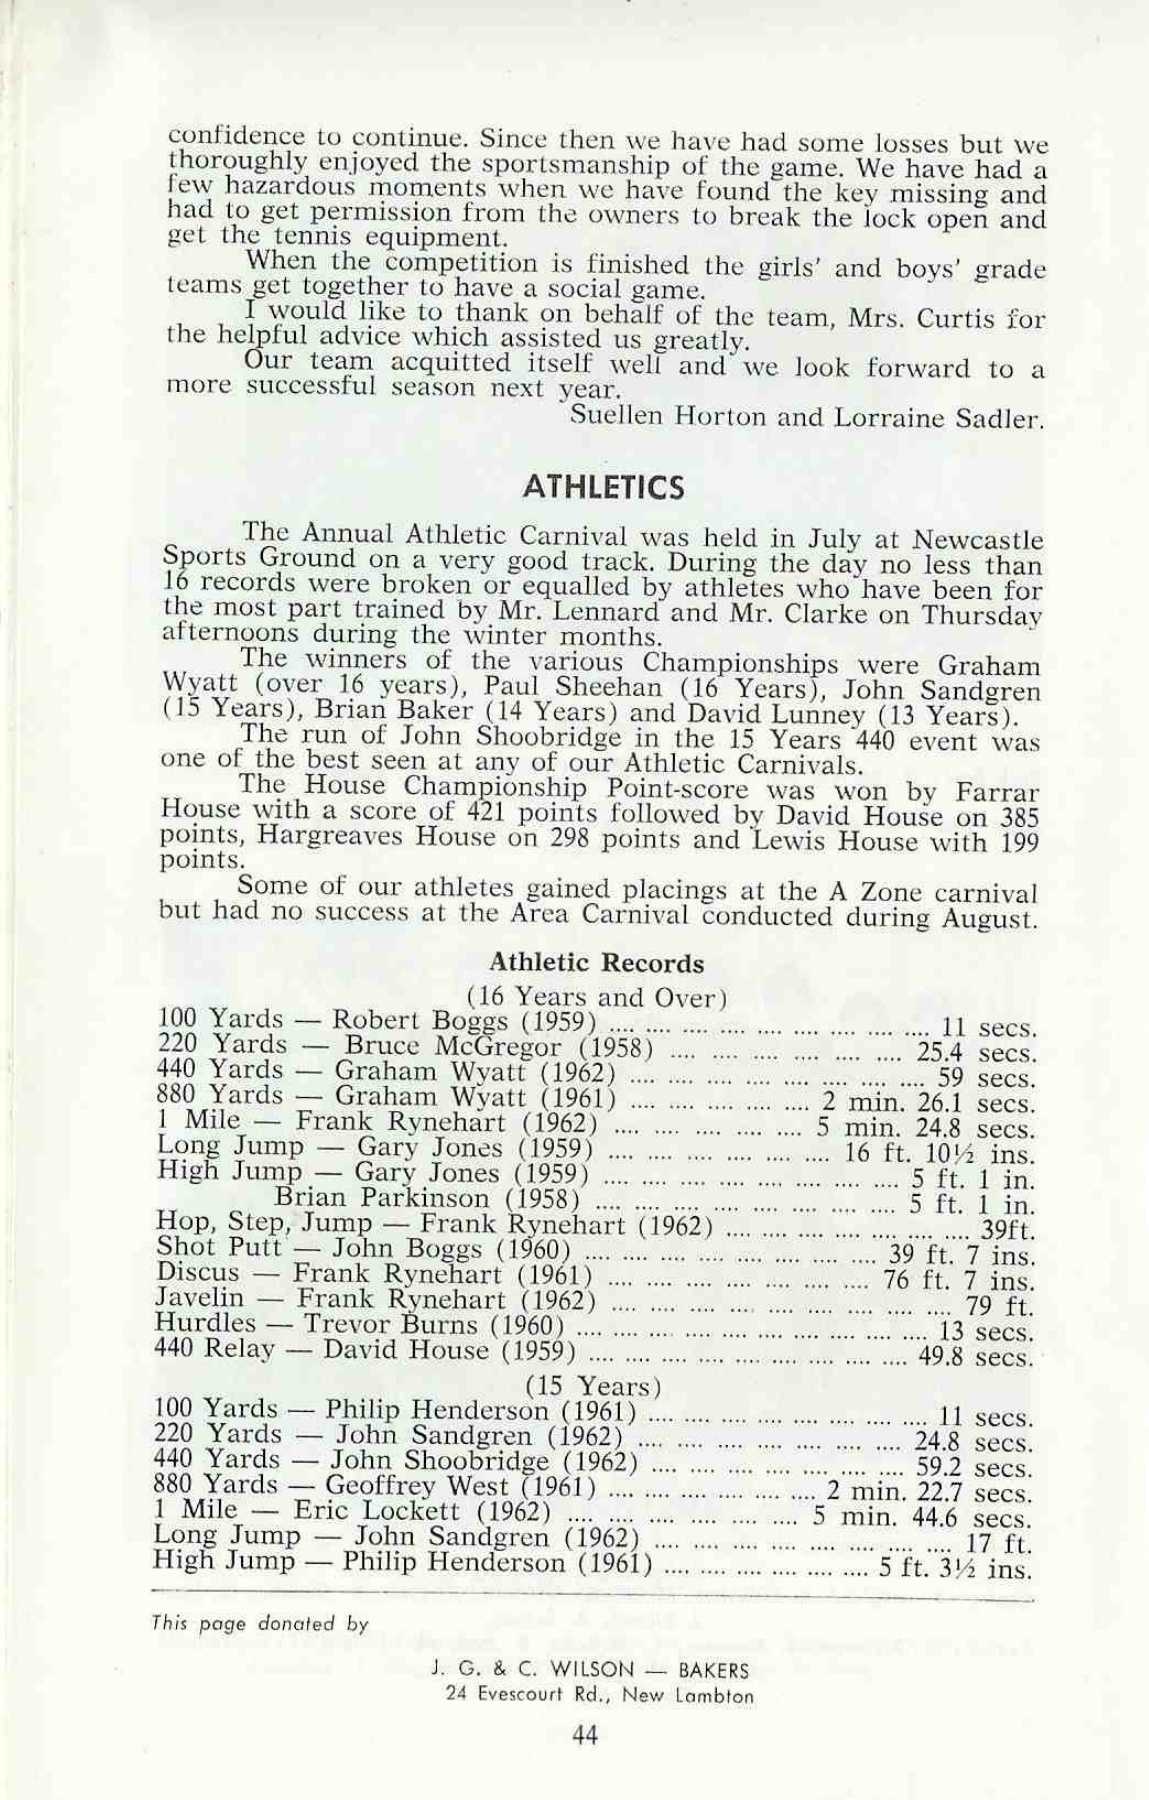 confidence to continue. Since then we have had some losses but we
thoroughly enjoyed the sportsmanship of the game. We have had a
few hazardous moments when we have found the key missing and
had to get permission from the owners to break the lock open and
get the tennis equipment.
When the competition is finished the girls' and boys' grade
teams get together to have a social game.
I would like to thank on behalf of the team, Mrs. Curtis for
the helpful advice which assisted us greatly.
Our team acquitted itself well and we look forward to a
more successful season next year.
Suellen Horton and Lorraine Sadler.
ATHLETICS
The Annual Athletic Carnival was held in July at Newcastle
Sports Ground on a very good track. During the day no less than
16 records were broken or equalled by athletes who have been for
the most part trained by Mr. Lennard and Mr. Clarke on Thursday
afternoons during the winter months.
The winners of the various Championships were Graham
Wyatt (over 16 years), Paul Sheehan (16 Years), John Sandgren
(15 Years), Brian Baker (14 Years) and David Lunney (13 Years).
The run of John Shoobridge in the 15 Years 440 event was
one of the best seen at any of our Athletic Carnivals.
The House Championship Point-score was won by Farrar
House with a score of 421 points followed by David House on 385
points, Hargreaves House on 298 points and Lewis House with 199
points.
Some of our athletes gained placings at the A Zone carnival
but had no success at the Area Carnival conducted during August.
Athletic Records
(16 Years and Over)
100 Yards — Robert Boggs (1959) .... .... .... .... .... .... .... .... .... 11 secs.
220 Yards — Bruce McGregor (1958) .... .... .... .... .... .... .... 25.4 secs.
440 Yards — Graham Wyatt (1962) .... .... .... .... .... .... .... .... 59 secs.
880 Yards — Graham Wyatt (1961) .... .... .... .... .... 2 min. 26.1 secs.
1 Mile — Frank Rynehart (1962) .... .... .... .... .... .... 5 min. 24.8 secs.
Long Jump — Gary Jones (1959) .... .... .... .... .... .... 16 ft. 10½ ins.
High Jump — Gary Jones (1959) .... .... .... .... .... .... .... .... 5 ft. 1 in.
Brian Parkinson (1958) .... .... .... .... .... .... .... .... 5 ft. 1 in.
Hop, Step, Jump — Frank Rynehart (1962) .... .... .... .... .... .... .... 39ft.
Shot Putt — John Boggs (1960) .... .... .... .... .... .... .... .... 39 ft. 7 ins.
Discus — Frank Rynehart (1961) .... .... .... .... .... .... .... 76 ft. 7 ins.
Javelin — Frank Rynehart (1962) .... .... .... .... .... .... .... .... .... 79 ft.
Hurdles — Trevor Burns (1960) .... .... .... .... .... .... .... .... .... .... 13 secs.
440 Relay — David House (1959) .... .... .... .... .... .... .... .... .... 49.8 secs.
(15 Years)
100 Yards — Philip Henderson (1961) .... .... .... .... .... .... .... .... 11 secs.
220 Yards — John Sandgren (1962) .... .... .... .... .... .... .... 24.8 secs.
440 Yards — John Shoobridge (1962) .... .... .... .... .... .... .... 59.2 secs.
880 Yards — Geoffrey West (1961) .... .... .... .... .... .... 2 min. 22.7 secs.
1 Mile — Eric Lockett (1962) .... .... .... .... .... .... .... 5 min. 44.6 secs.
Long Jump — John Sandgren (1962) .... .... .... .... .... .... .... .... 17 ft.
High Jump — Philip Henderson (1961) .... .... .... .... .... .... 5 ft. 3½ ins.
This page donated by
J. G. & C. WILSON — BAKERS
24 Evescourt Rd., New Lambton
44